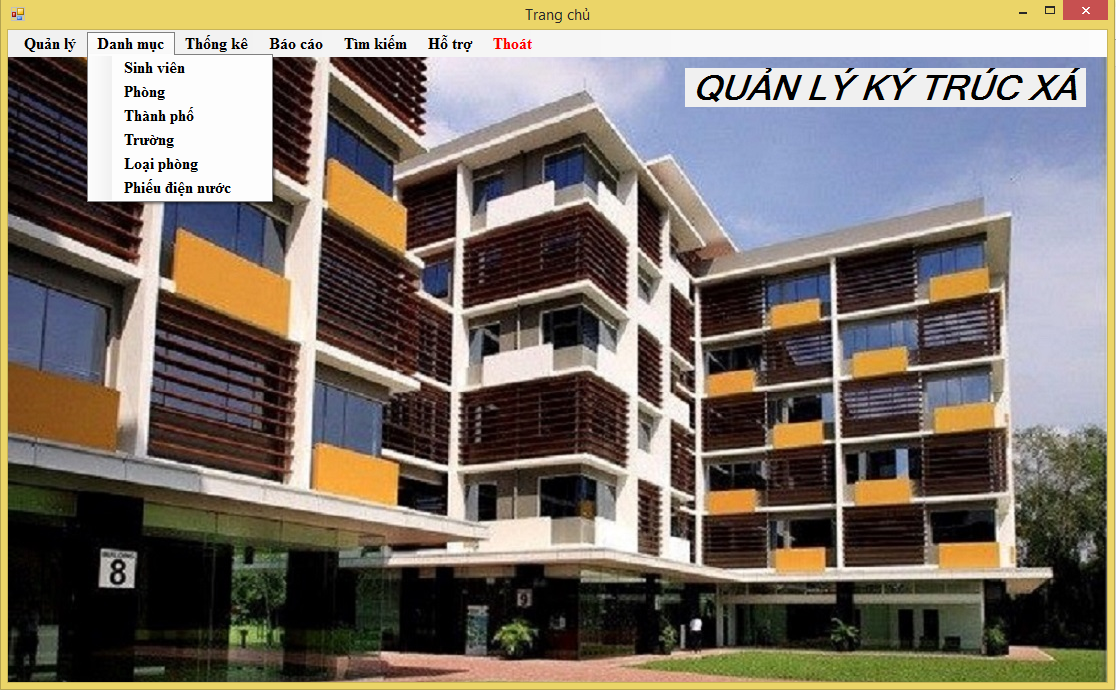 Trang chủ
Quản lý Danh mục Thống kê Báo cáo Tìm kiếm Hỗ trợ Thoát
Sinh viên
Phòng
Thành phố
Trường
Loại phòng
Phiếu điện nước
QUẢN LÝ KÝ TRÚC XÁ
BUILDING
8
9